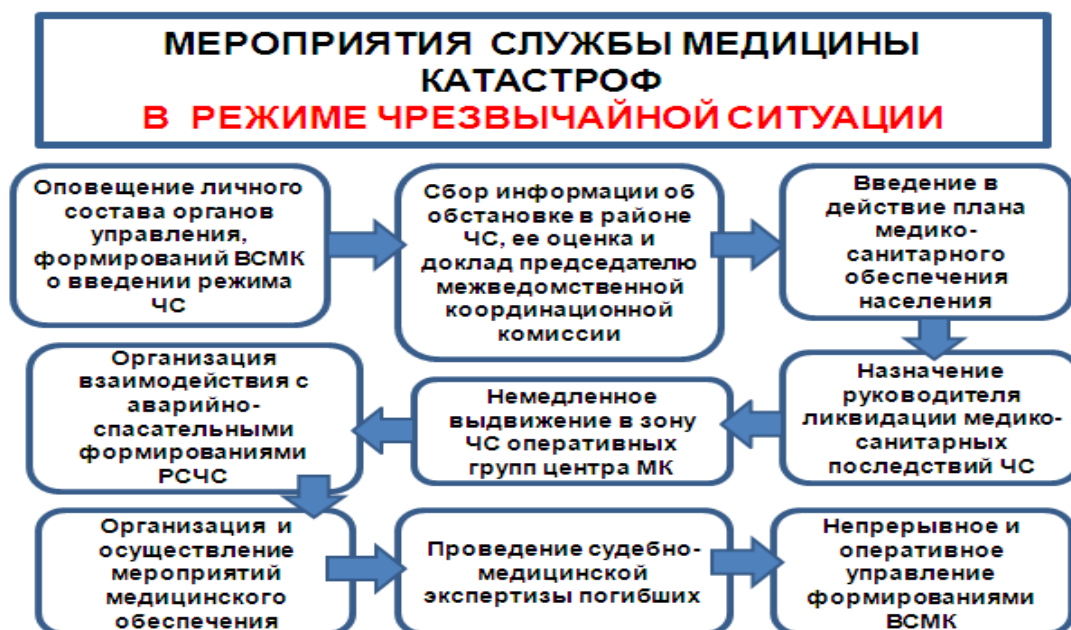 МЕРОПРИЯТИЯ СЛУЖБЫ МЕДИЦИНЫ
КАТАСТРОФ
В РЕЖИМЕ ЧРЕЗВЫЧАЙНОЙ СИТУАЦИИ
Оповещение личного
состава органов
управления,
формирований ВСМК
о введении режима
ЧС
Сбор информации об
обстановке в районе
ЧС, ее оценка и
доклад председателю
межведомственной
координационной
комиссии
Введение в
действие плана
медико-
санитарного
обеспечения
населения
Назначение
руководителя
ликвидации медико-
санитарных
последствий ЧС
Немедленное
выдвижение в зону
ЧС оперативных
групп центра МК
Организация
взаимодействия с
аварийно-
спасательными
формированиями
РСЧС
Организация и
осуществление
мероприятий
медицинского
обеспечения
Проведение судебно-
медицинской
экспертизы погибших
Непрерывное и
оперативное
управление
формированиями
ВСМК